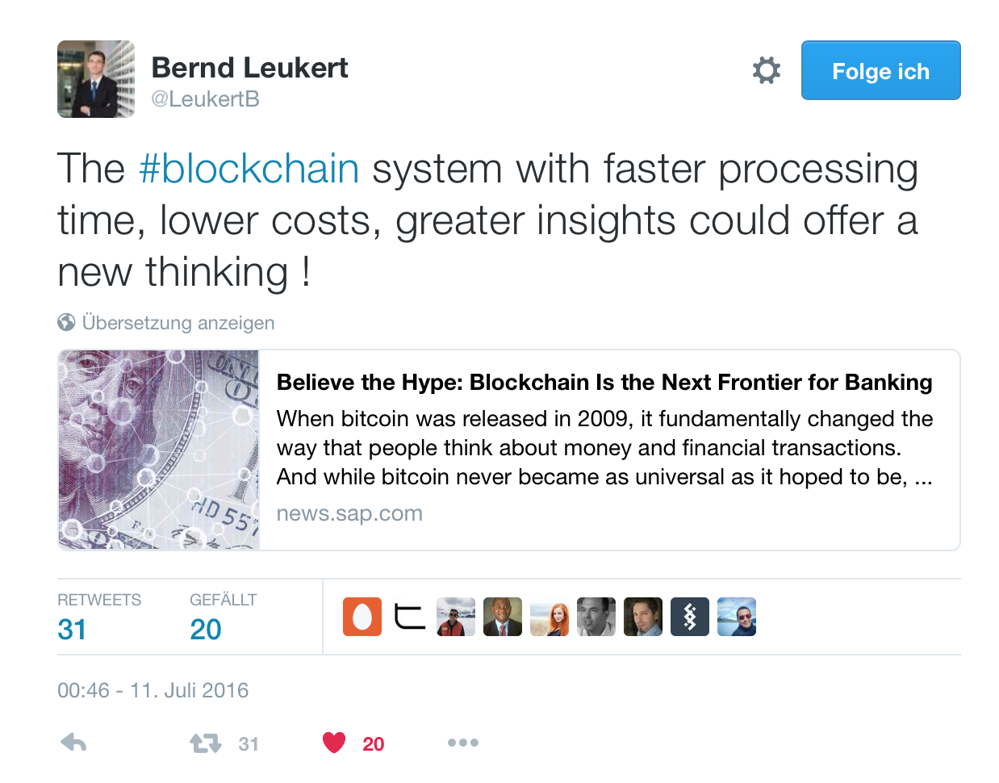 Bernd Leukert
@LeukertB
Folge ich
The #blockchain system with faster processing
time, lower costs, greater insights could offer a
new thinking !
Übersetzung anzeigen
Believe the Hype: Blockchain Is the Next Frontier for Banking
When bitcoin was released in 2009, it fundamentally changed the
way that people think about money and financial transactions.
And while bitcoin never became as universal as it hoped to be, ...
news.sap.com
HD 557
RETWEETS
31
GEFÄLLT
20
00:46 - 11. Juli 2016
31
20